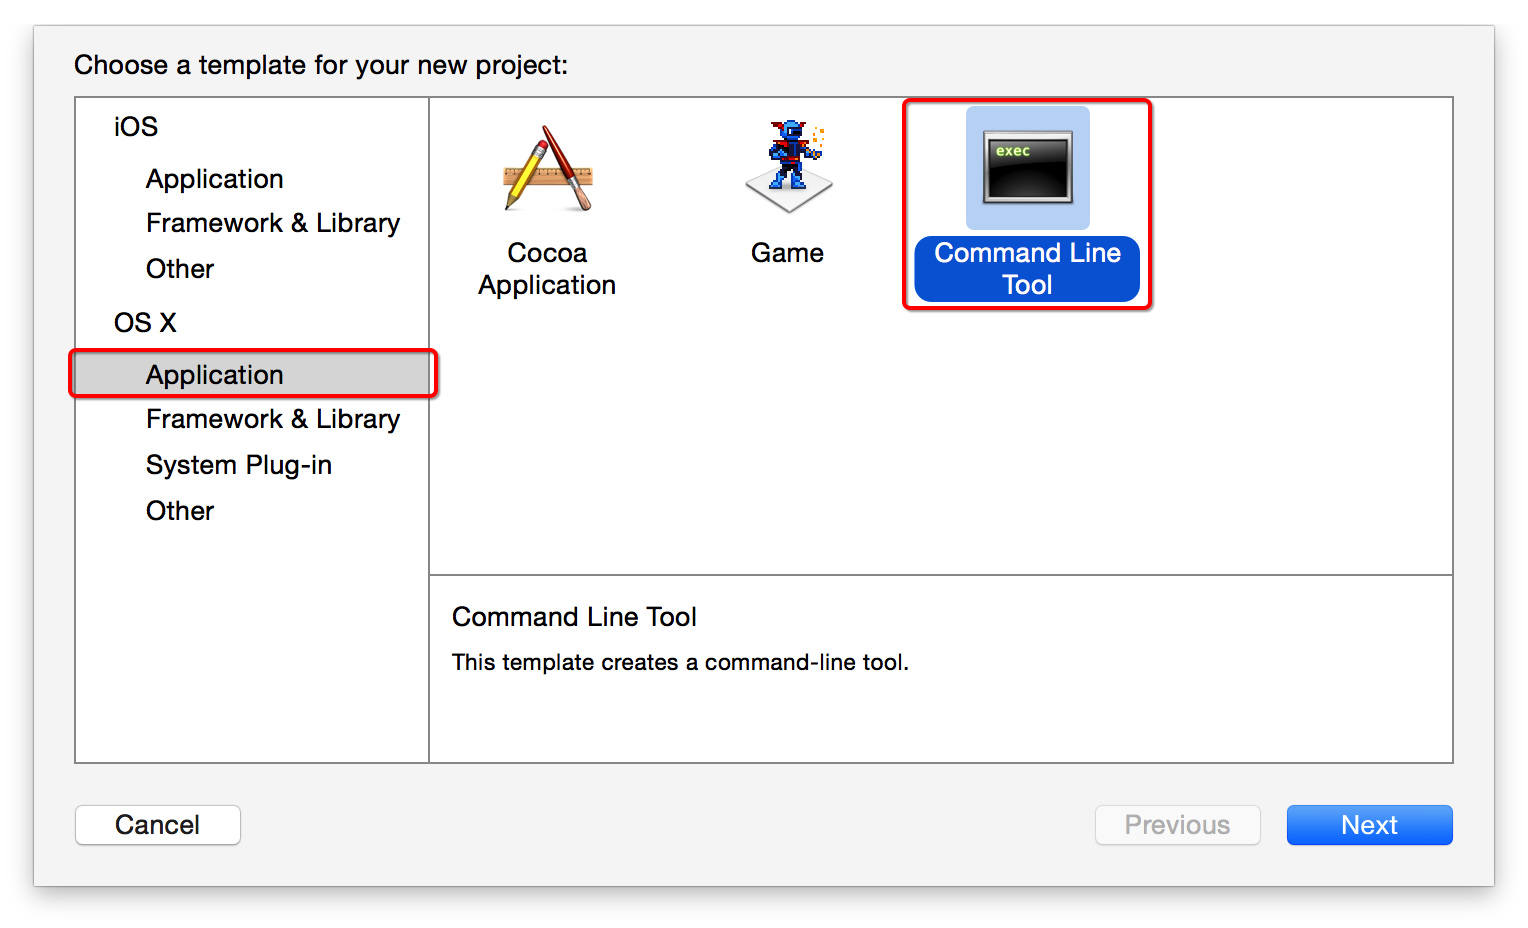 Choose a template for your new project:
iOS
Application
Framework & Library
Other
OS X
Application
Framework & Library
System Plug-in
Other
Cocoa
Application
Game
exec
Command Line
Tool
Command Line Tool
This template creates a command-line tool.
Cancel
Previous
Next